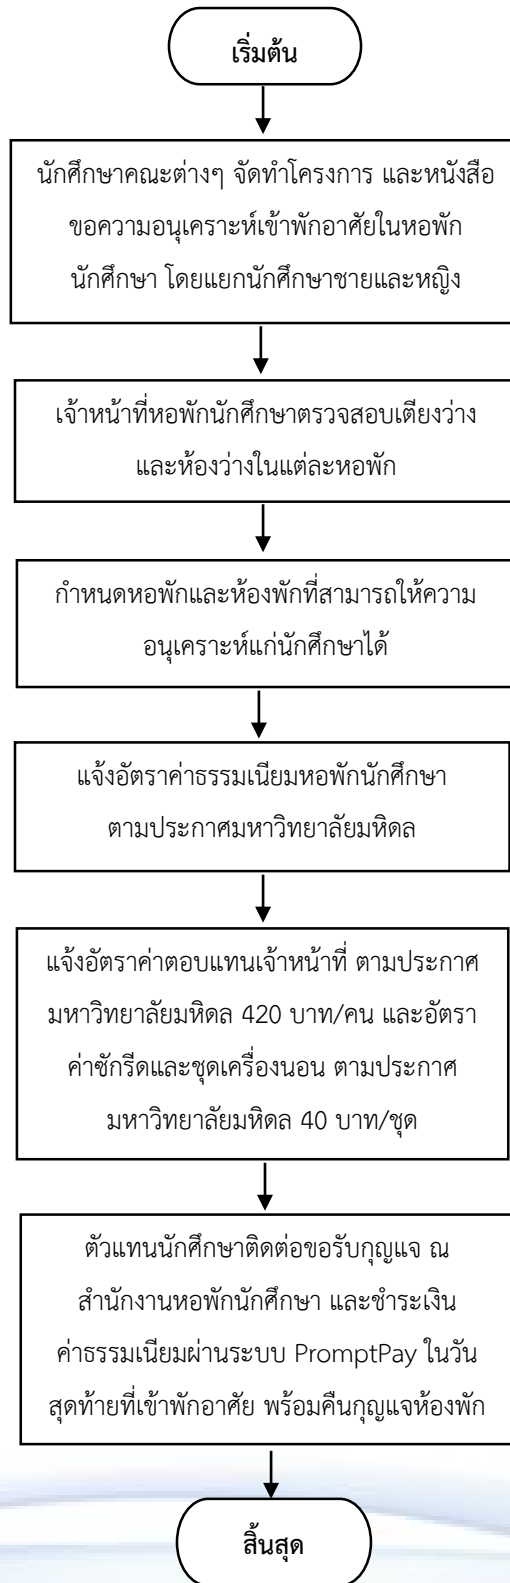 เริ่มต้น
นักศึกษาคณะต่างๆ จัดทำโครงการ และหนังสือ
ขอความอนุเคราะห์เข้าพักอาศัยในหอพัก
นักศึกษา โดยแยกนักศึกษาชายและหญิง
เจ้าหน้าที่หอพักนักศึกษาตรวจสอบเตียงว่าง
และห้องว่างในแต่ละหอพัก
กำหนดหอพักและห้องพักที่สามารถให้ความ
อนุเคราะห์แก่นักศึกษาได้
แจ้งอัตราค่าธรรมเนียมหอพักนักศึกษา
ตามประกาศมหาวิทยาลัยมหิดล
แจ้งอัตราค่าตอบแทนเจ้าหน้าที่ ตามประกาศ
มหาวิทยาลัยมหิดล 420 บาท/คน และอัตรา
ค่าซักรีดและชุดเครื่องนอน ตามประกาศ
มหาวิทยาลัยมหิดล 40 บาท/ชุด
ตัวแทนนักศึกษาติดต่อขอรับกุญแจ ณ
สำนักงานหอพักนักศึกษา และชำระเงิน
ค่าธรรมเนียมผ่านระบบ PromptPay ในวัน
สุดท้ายที่เข้าพักอาศัย พร้อมคืนกุญแจห้องพัก
สิ้นสุด